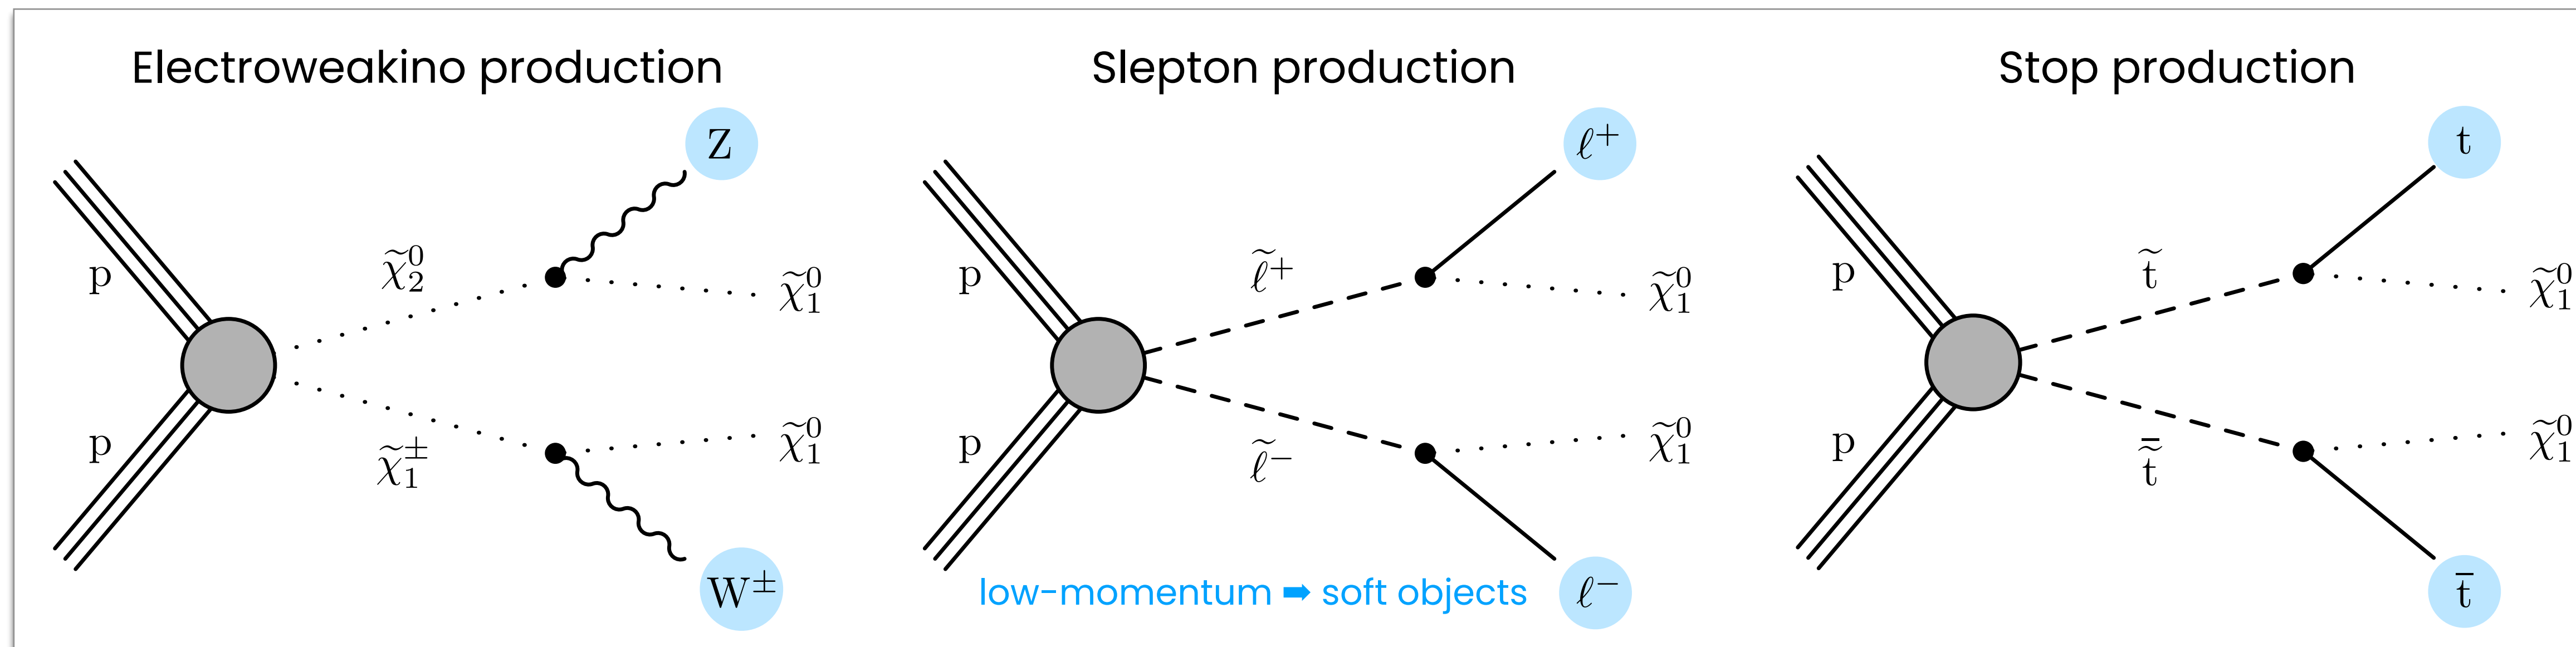 Electroweakino production
Z
p
χ̃⁰₂
χ̃⁰₁
p
χ̃±₁
χ̃⁰₁
W±
Slepton production
ℓ⁺
p
ℓ̃⁺
χ̃⁰₁
p
ℓ̃⁻
χ̃⁰₁
low-momentum ➡ soft objects
ℓ⁻
Stop production
t
p
t̃
χ̃⁰₁
p
t̃̄
χ̃⁰₁
t̄